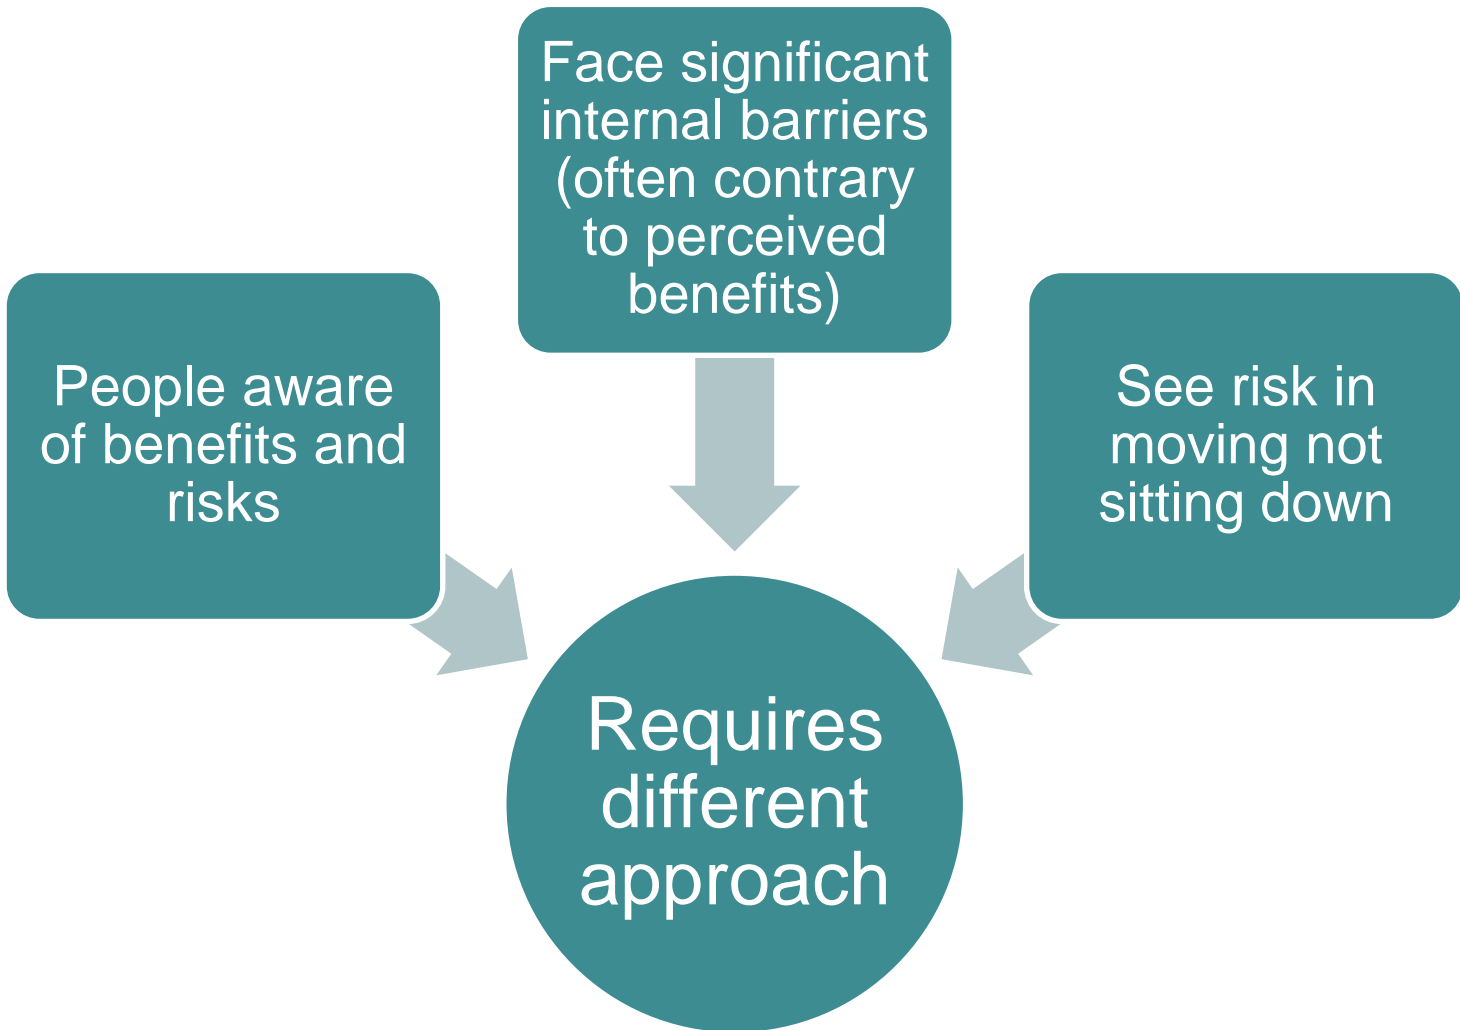 Face significant
internal barriers
(often contrary
to perceived
benefits)
People aware
of benefits and
risks
See risk in
moving not
sitting down
Requires
different
approach